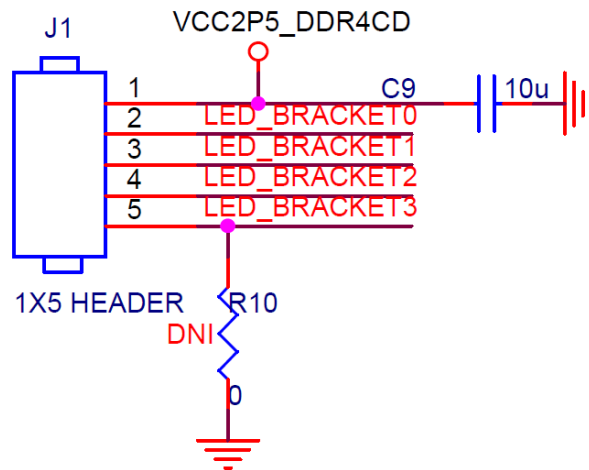 J1
VCC2P5_DDR4CD
1
C9
10u
2
LED_BRACKET0
3
LED_BRACKET1
4
LED_BRACKET2
5
LED_BRACKET3
1X5 HEADER
R10
DNI
0